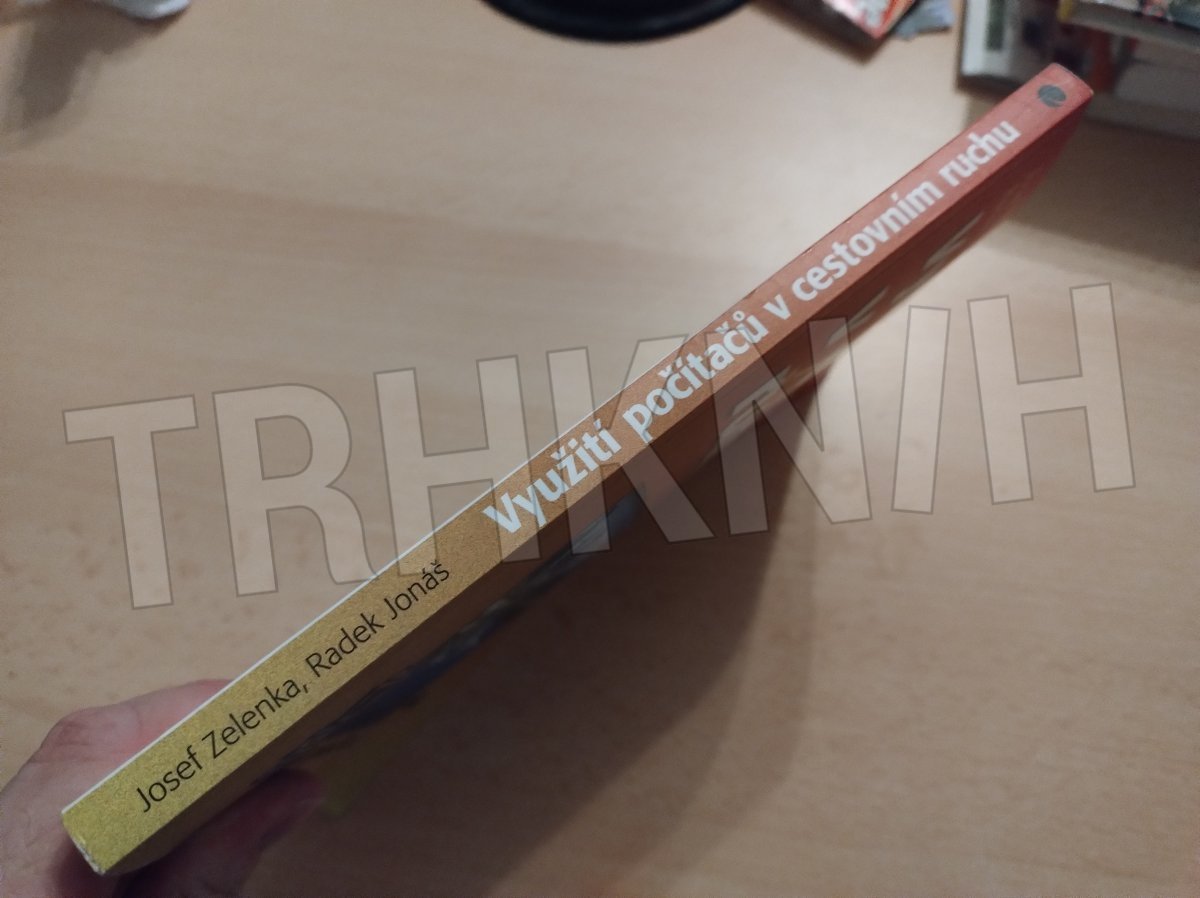 Josef Zelenka, Radek Jonáš Využití počítačů v cestovním ruchu
TRHKNIH